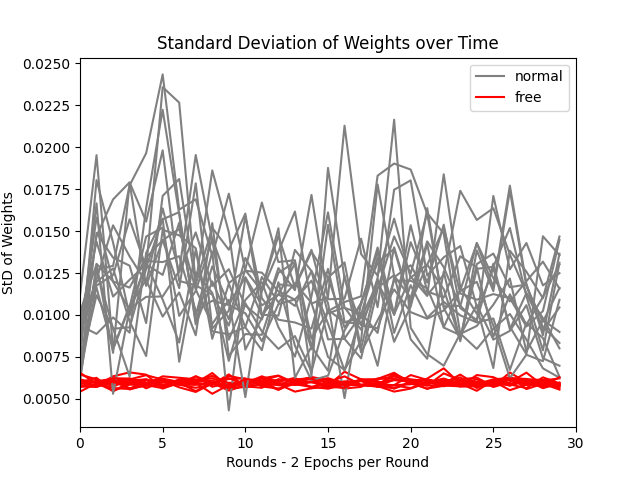 Standard Deviation of Weights over Time
0.0250
0.0225
0.0200
0.0175
0.0150
0.0125
0.0100
0.0075
0.0050
StD of Weights
normal
free
0 5 10 15 20 25 30
Rounds - 2 Epochs per Round